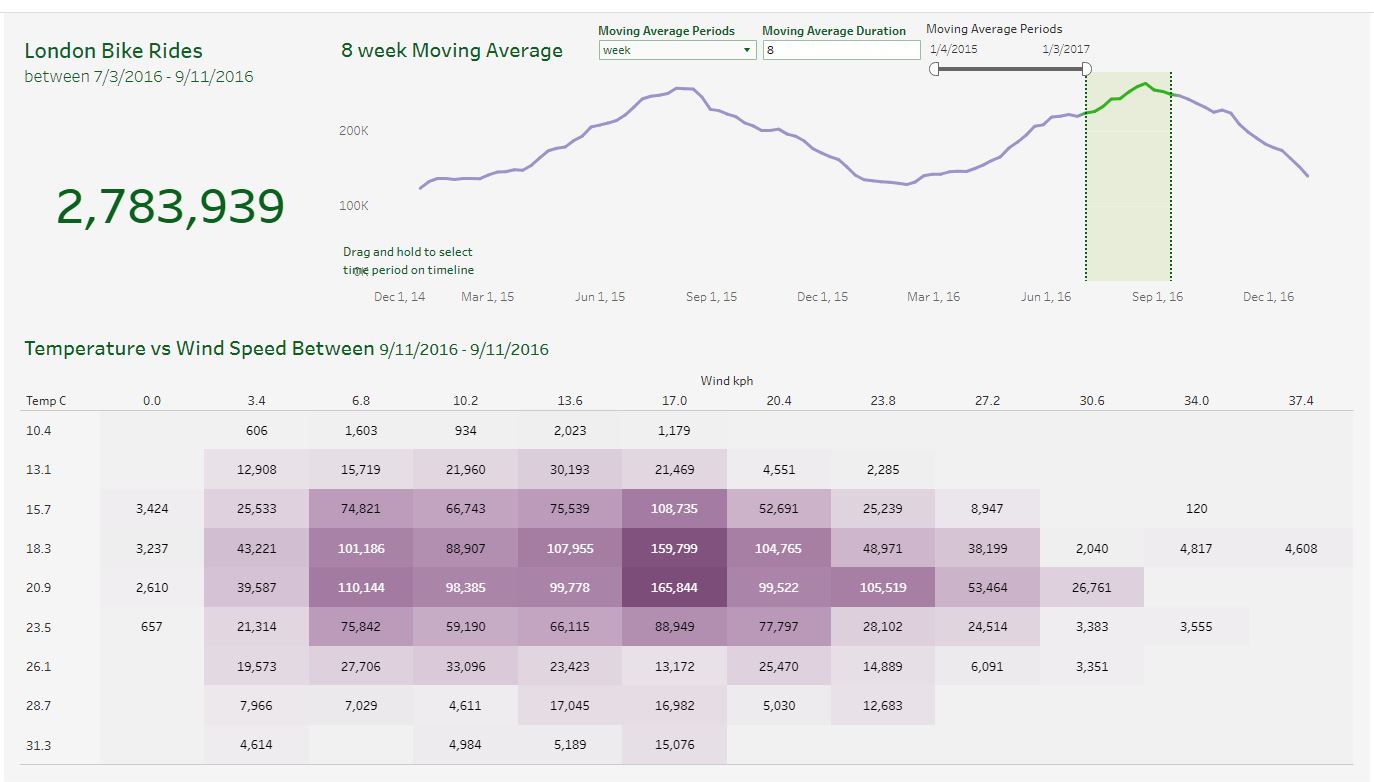 London Bike Rides
between 7/3/2016 - 9/11/2016
2,783,939
8 week Moving Average
Moving Average Periods
week
Moving Average Duration
8
Moving Average Periods
1/4/2015 1/3/2017
200K
100K
0K
Drag and hold to select
time period on timeline
Dec 1, 14 Mar 1, 15 Jun 1, 15 Sep 1, 15 Dec 1, 15 Mar 1, 16 Jun 1, 16 Sep 1, 16 Dec 1, 16
Temperature vs Wind Speed Between 9/11/2016 - 9/11/2016
Wind kph
Temp C 0.0 3.4 6.8 10.2 13.6 17.0 20.4 23.8 27.2 30.6 34.0 37.4
10.4 606 1,603 934 2,023 1,179
13.1 12,908 15,719 21,960 30,193 21,469 4,551 2,285
15.7 3,424 25,533 74,821 66,743 75,539 108,735 52,691 25,239 8,947 120
18.3 3,237 43,221 101,186 88,907 107,955 159,799 104,765 48,971 38,199 2,040 4,817 4,608
20.9 2,610 39,587 110,144 98,385 99,778 165,844 99,522 105,519 53,464 26,761
23.5 657 21,314 75,842 59,190 66,115 88,949 77,797 28,102 24,514 3,383 3,555
26.1 19,573 27,706 33,096 23,423 13,172 25,470 14,889 6,091 3,351
28.7 7,966 7,029 4,611 17,045 16,982 5,030 12,683
31.3 4,614 4,984 5,189 15,076